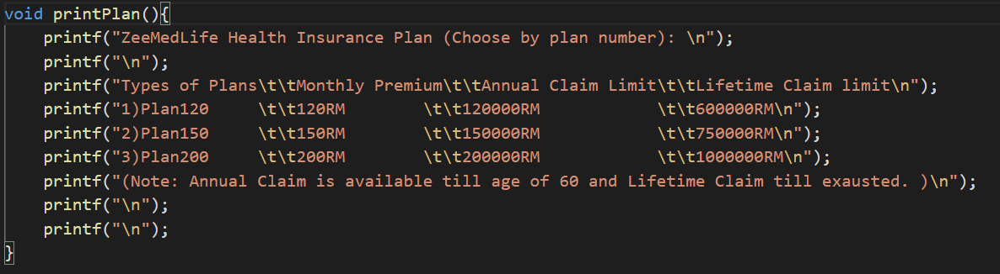 void printPlan(){
    printf("ZeeMedLife Health Insurance Plan (Choose by plan number): \n");
    printf("\n");
    printf("Types of Plans\t\tMonthly Premium\t\tAnnual Claim Limit\t\tLifetime Claim limit\n");
    printf("1)Plan120     \t\t120RM        \t\t120000RM            \t\t600000RM\n");
    printf("2)Plan150     \t\t150RM        \t\t150000RM            \t\t750000RM\n");
    printf("3)Plan200     \t\t200RM        \t\t200000RM            \t\t1000000RM\n");
    printf("(Note: Annual Claim is available till age of 60 and Lifetime Claim till exausted. )\n");
    printf("\n");
    printf("\n");
}